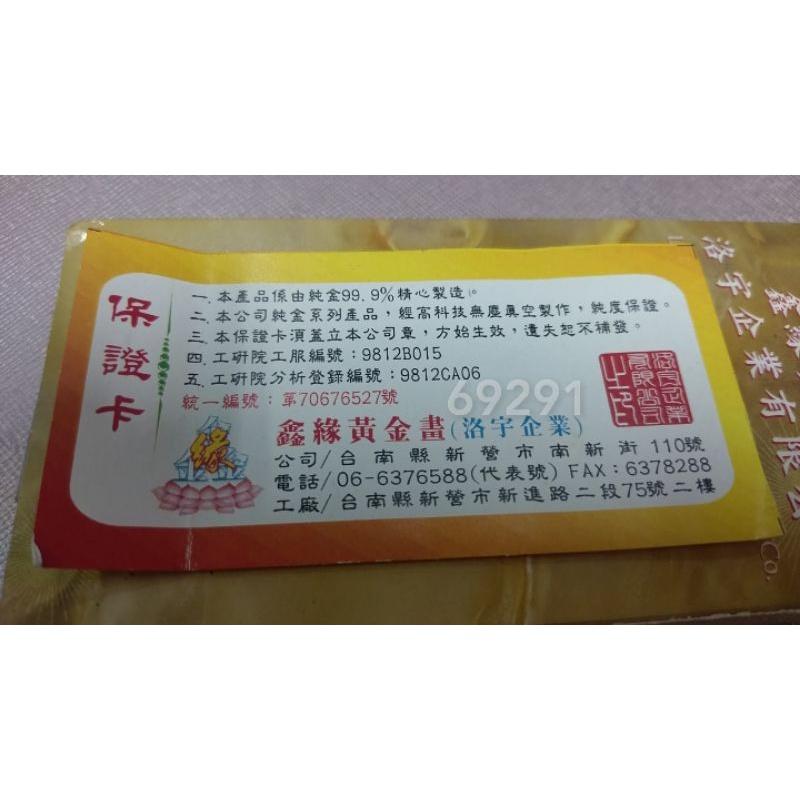 保證卡
一. 本產品係由純金99.9%精心製造。
二. 本公司純金系列產品，經高科技無塵真空製作，純度保證。
三. 本保證卡須蓋立本公司章，方始生效，遺失恕不補發。
四. 工研院工服編號：9812B015
五. 工研院分析登錄編號：9812CA06
統一編號：第70676527號
69291
緣
鑫緣黃金畫(洛宇企業)
公司/台南縣新營市南新街110號
電話/06-6376588(代表號) FAX:6378288
工廠/台南縣新營市新進路二段75號二樓
鑫緣
洛宇企業有限公
Co.